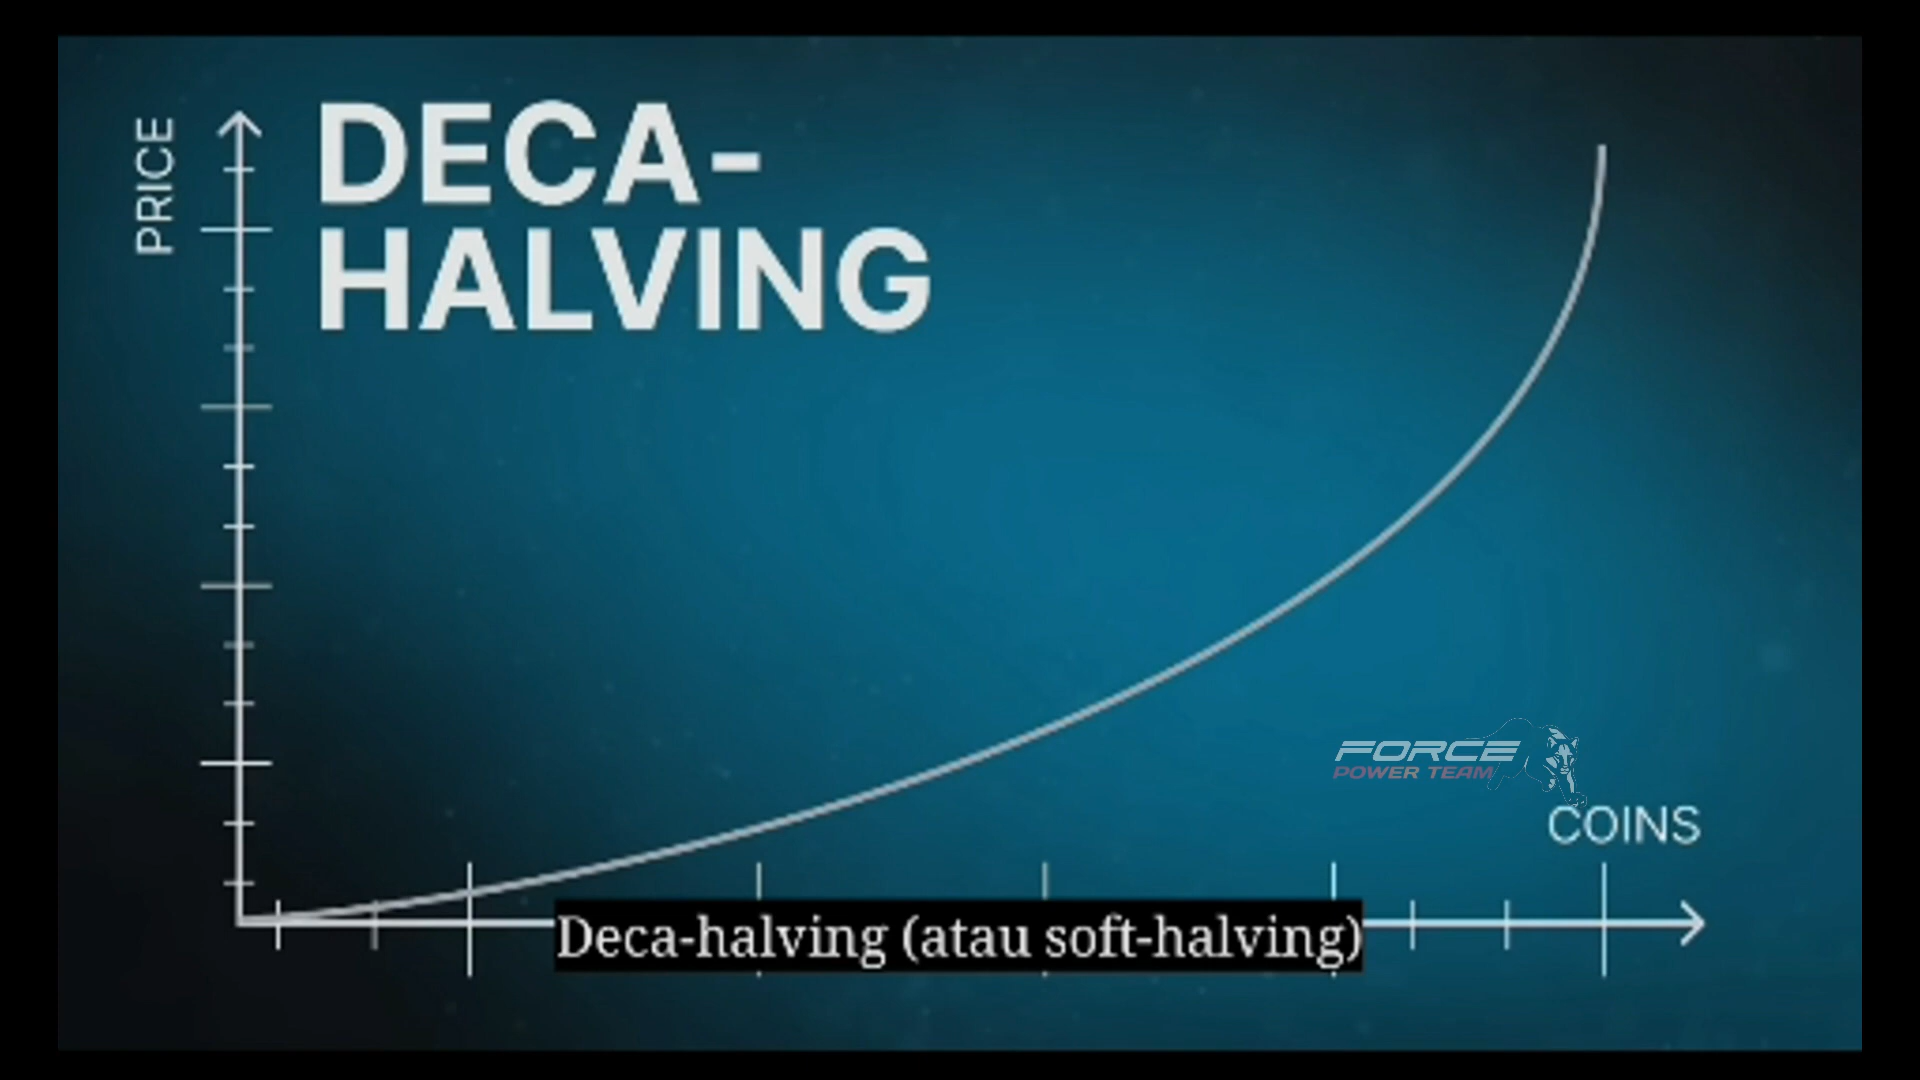 PRICE
DECA-
HALVING
FORCE
POWER TEAM
COINS
Deca-halving (atau soft-halving)